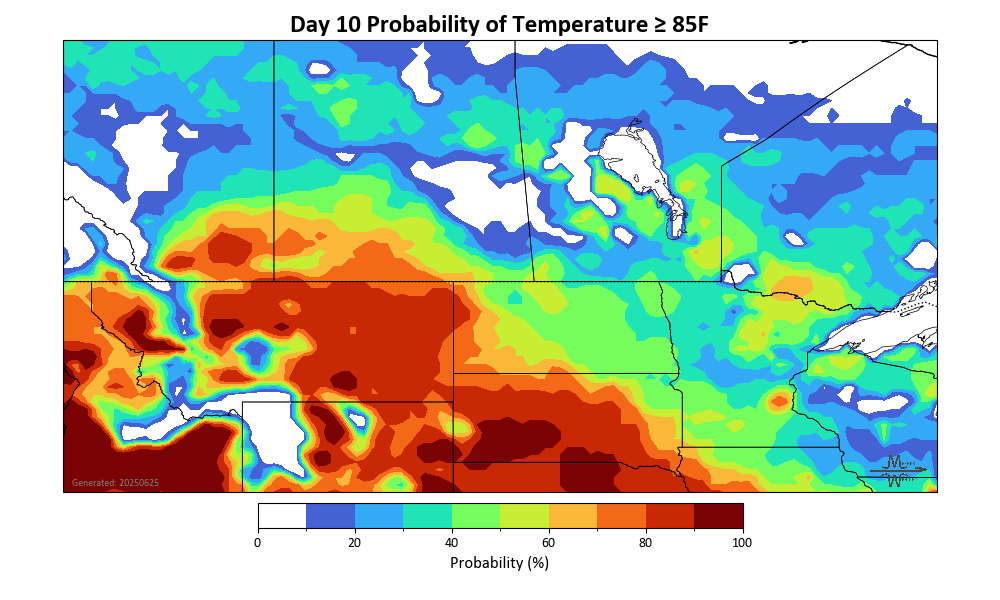 Day 10 Probability of Temperature ≥ 85F
Generated: 20250625
0 20 40 60 80 100
Probability (%)